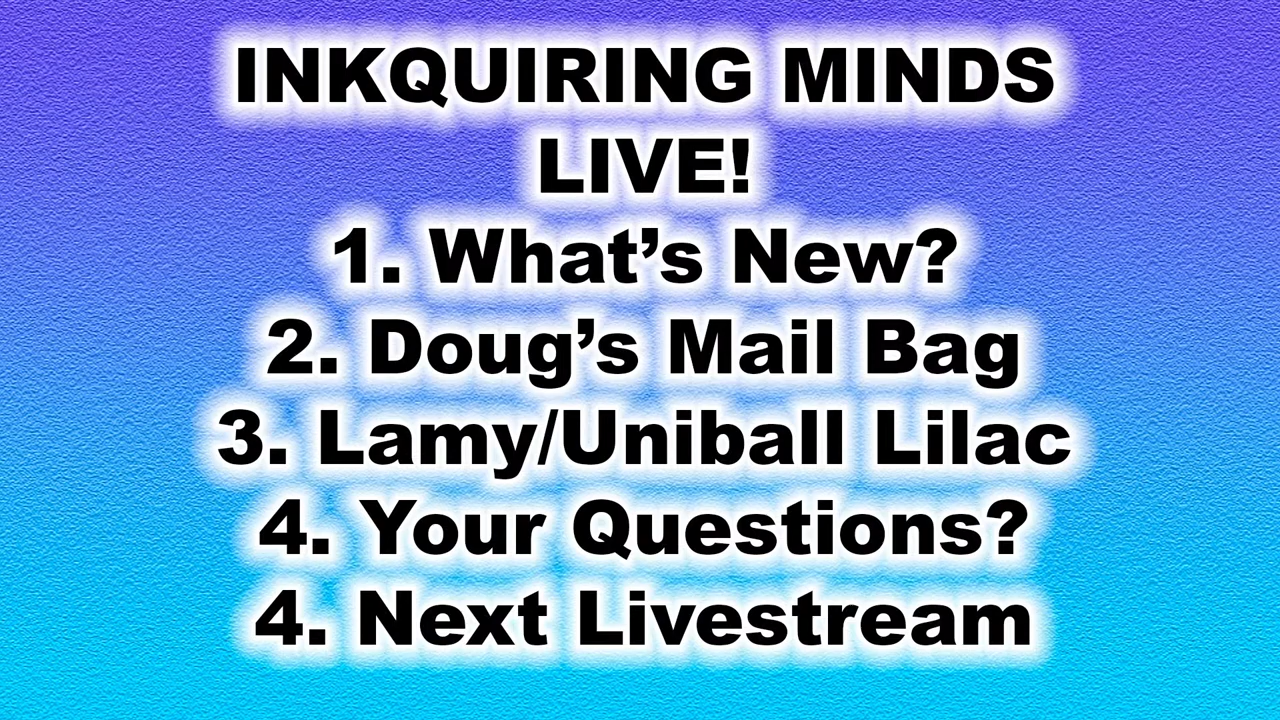 INKQUIRING MINDS
LIVE!
1. What’s New?
2. Doug’s Mail Bag
3. Lamy/Uniball Lilac
4. Your Questions?
4. Next Livestream